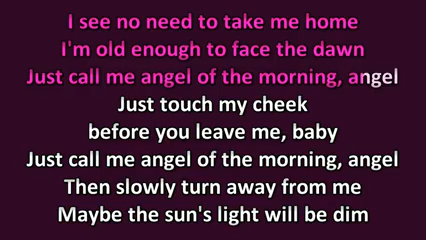 I see no need to take me home
I'm old enough to face the dawn
Just call me angel of the morning, angel
Just touch my cheek
before you leave me, baby
Just call me angel of the morning, angel
Then slowly turn away from me
Maybe the sun's light will be dim